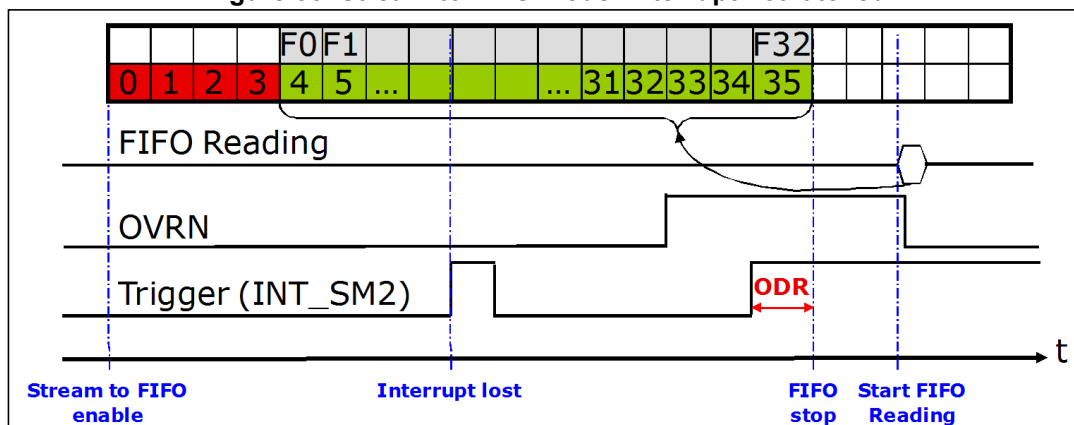 F0 F1 F32
0 1 2 3 4 5 ... ... 31 32 33 34 35
FIFO Reading
OVRN
Trigger (INT_SM2)
ODR
t
Stream to FIFO
enable
Interrupt lost
FIFO
stop
Start FIFO
Reading